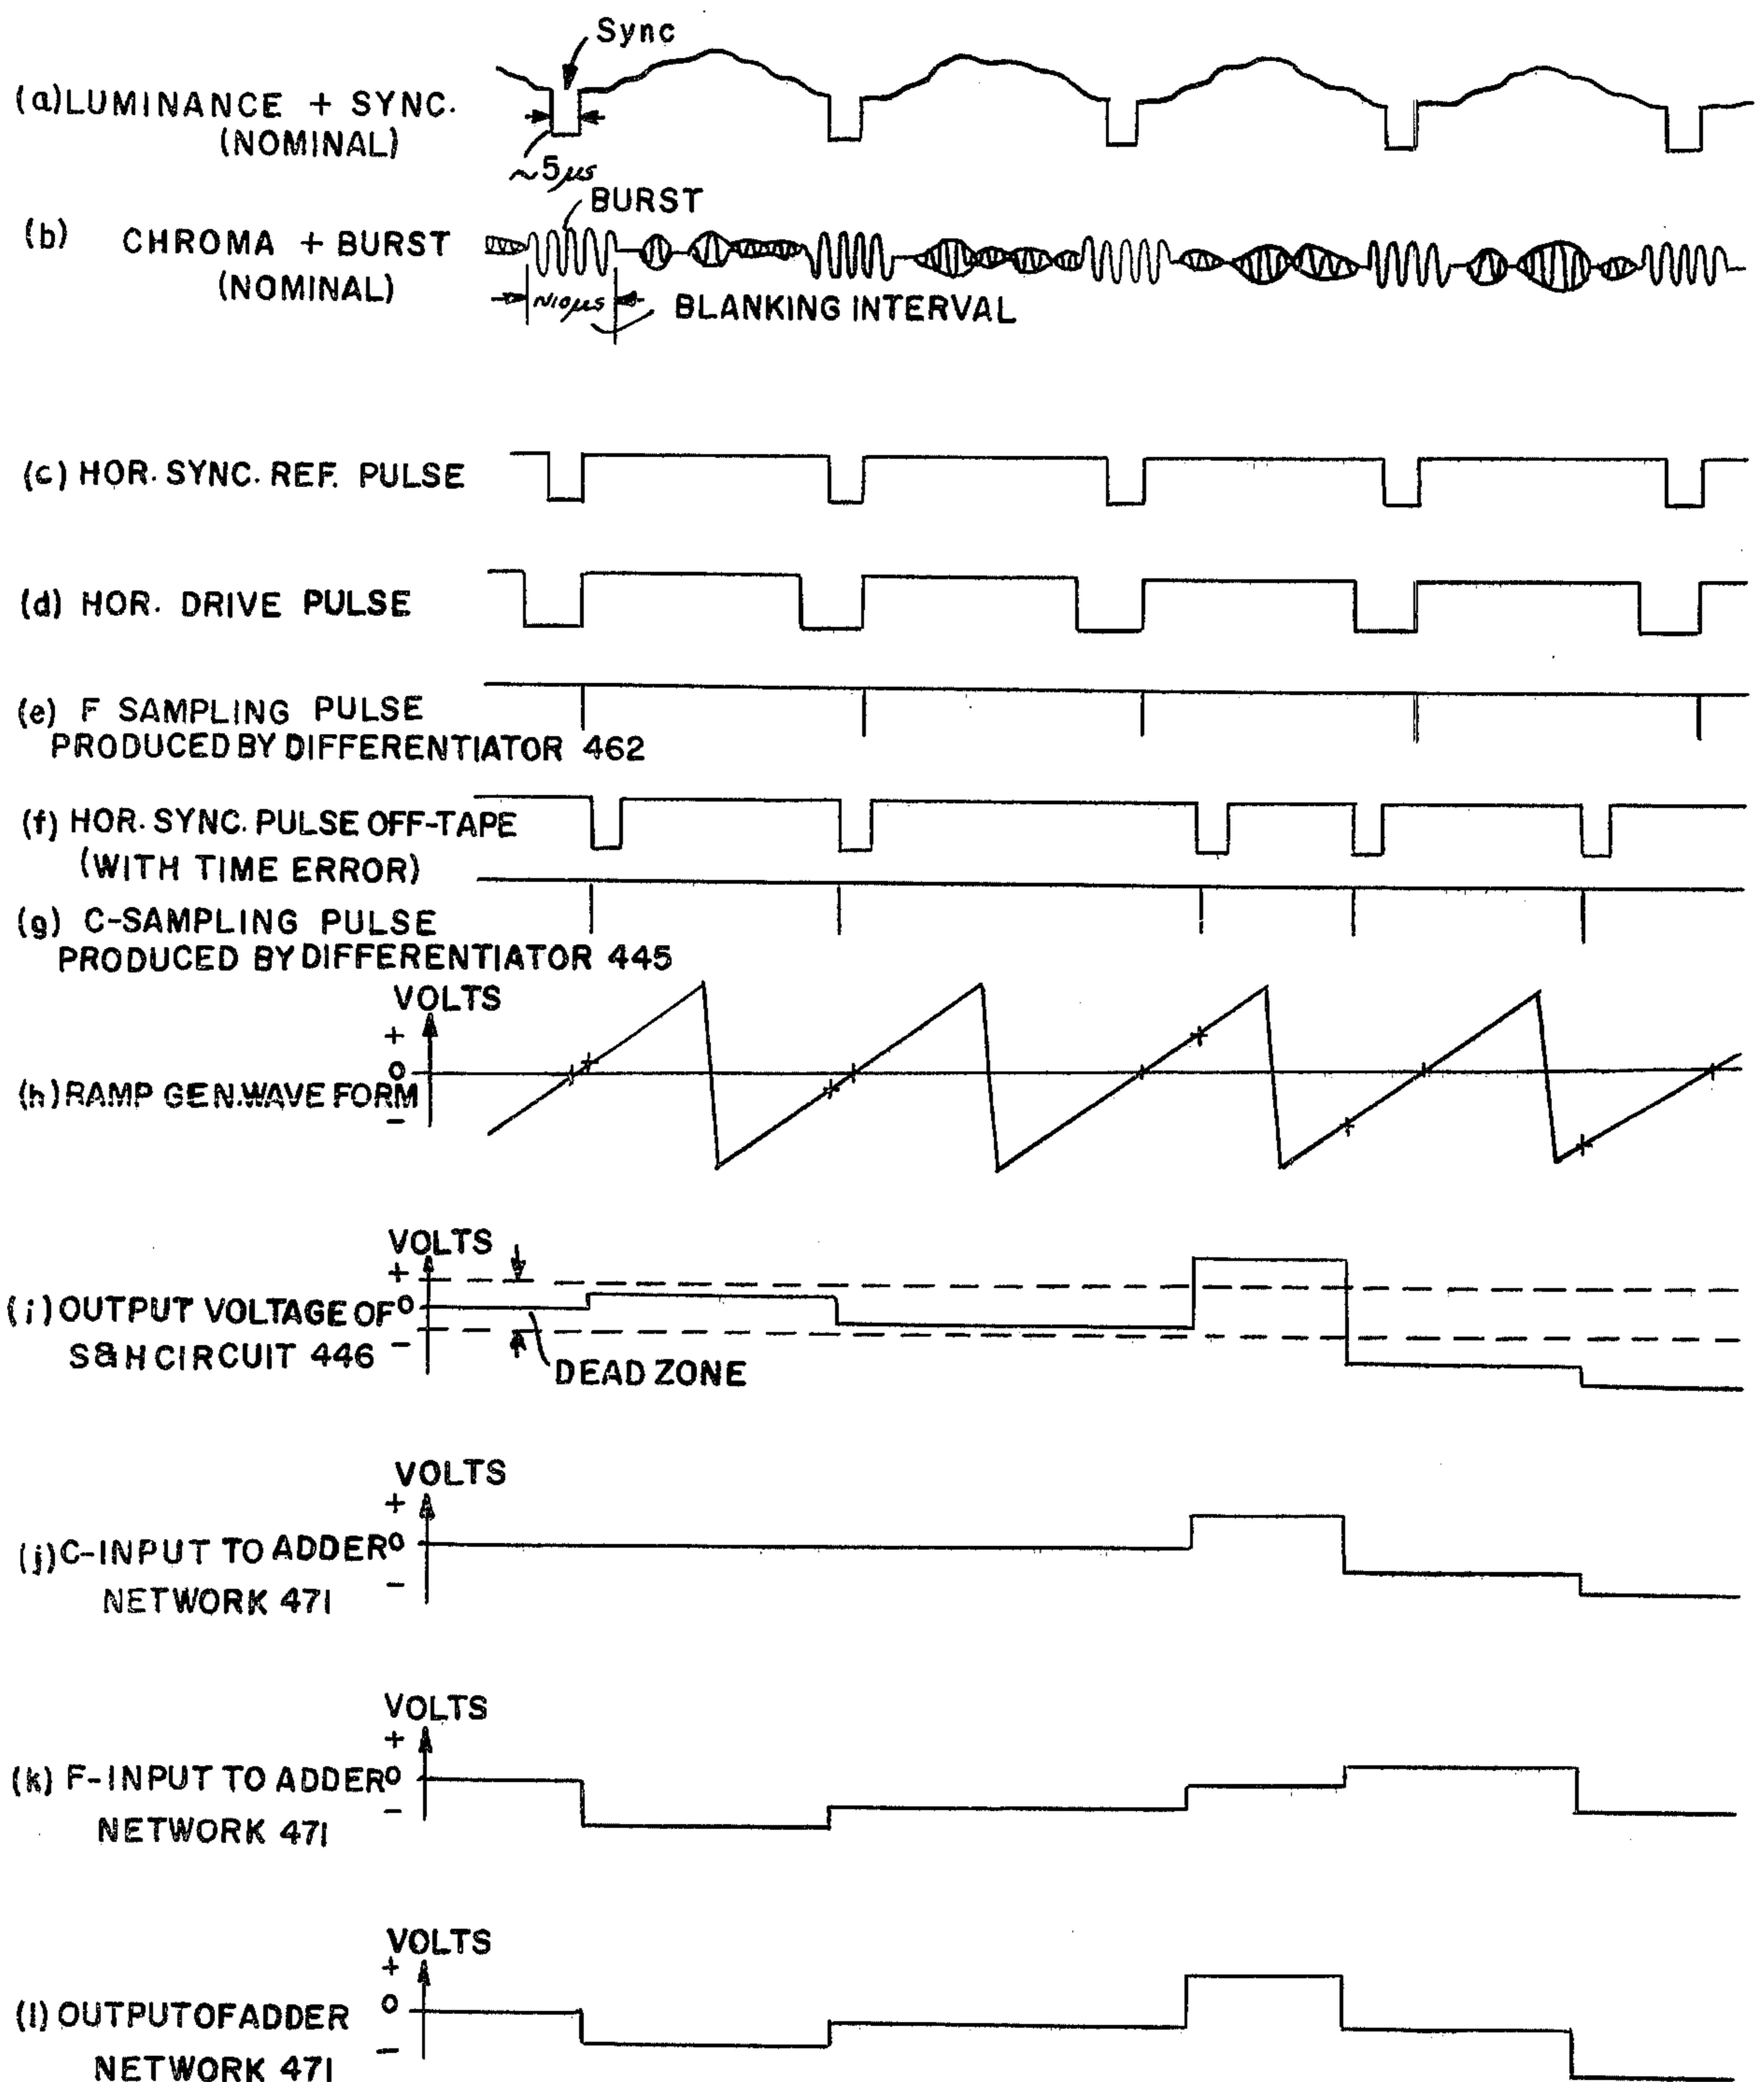 Sync
(a)LUMINANCE + SYNC.
(NOMINAL)
~5μs
BURST
(b) CHROMA + BURST
(NOMINAL)
~10μs
BLANKING INTERVAL
(c) HOR. SYNC. REF. PULSE
(d) HOR. DRIVE PULSE
(e) F SAMPLING PULSE
PRODUCED BY DIFFERENTIATOR 462
(f) HOR. SYNC. PULSE OFF-TAPE
(WITH TIME ERROR)
(g) C-SAMPLING PULSE
PRODUCED BY DIFFERENTIATOR 445
VOLTS
+
0
(h) RAMP GEN. WAVE FORM
-
VOLTS
+
(i) OUTPUT VOLTAGE OF 0
S&H CIRCUIT 446 -
DEAD ZONE
VOLTS
+
(j) C-INPUT TO ADDER 0
-
NETWORK 471
VOLTS
+
(k) F-INPUT TO ADDER 0
-
NETWORK 471
VOLTS
+
(l) OUTPUT OF ADDER 0
-
NETWORK 471